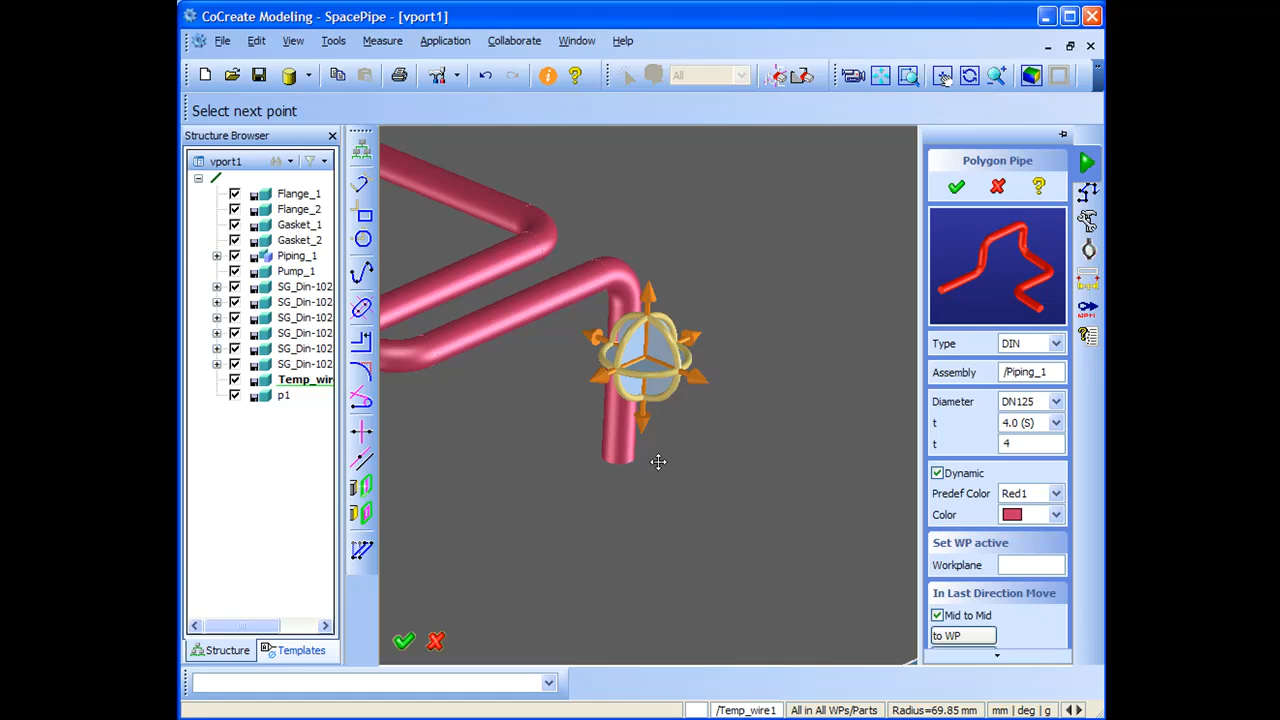 CoCreate Modeling - SpacePipe - [vport1]
File Edit View Tools Measure Application Collaborate Window Help
All
Select next point
Structure Browser
vport1
Flange_1
Flange_2
Gasket_1
Gasket_2
Piping_1
Pump_1
SG_Din-102
SG_Din-102
SG_Din-102
SG_Din-102
SG_Din-102
SG_Din-102
Temp_wir
p1
Structure Templates
Polygon Pipe
Type DIN
Assembly /Piping_1
Diameter DN125
t 4.0 (S)
t 4
Dynamic
Predef Color Red1
Color
Set WP active
Workplane
In Last Direction Move
Mid to Mid
to WP
/Temp_wire1 All in All WPs/Parts Radius=69.85 mm mm | deg | g